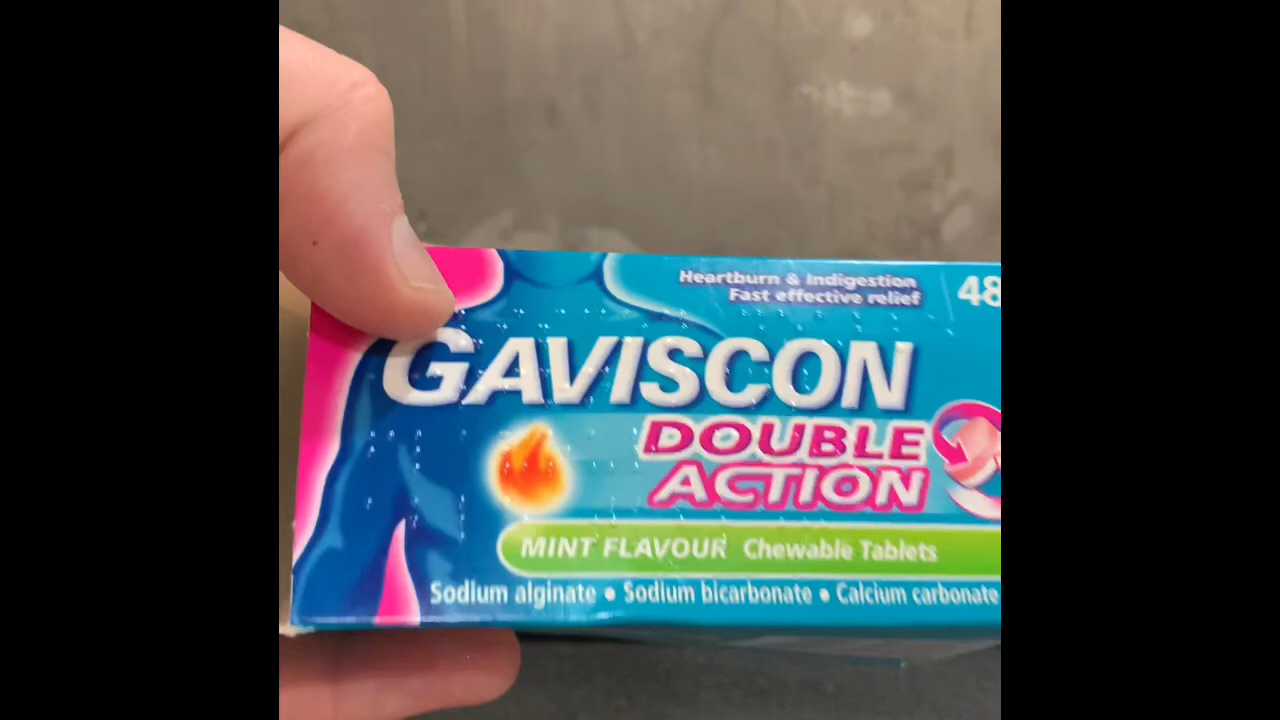 Heartburn & Indigestion
Fast effective relief
48
GAVISCON
DOUBLE
ACTION
MINT FLAVOUR Chewable Tablets
Sodium alginate • Sodium bicarbonate • Calcium carbonate